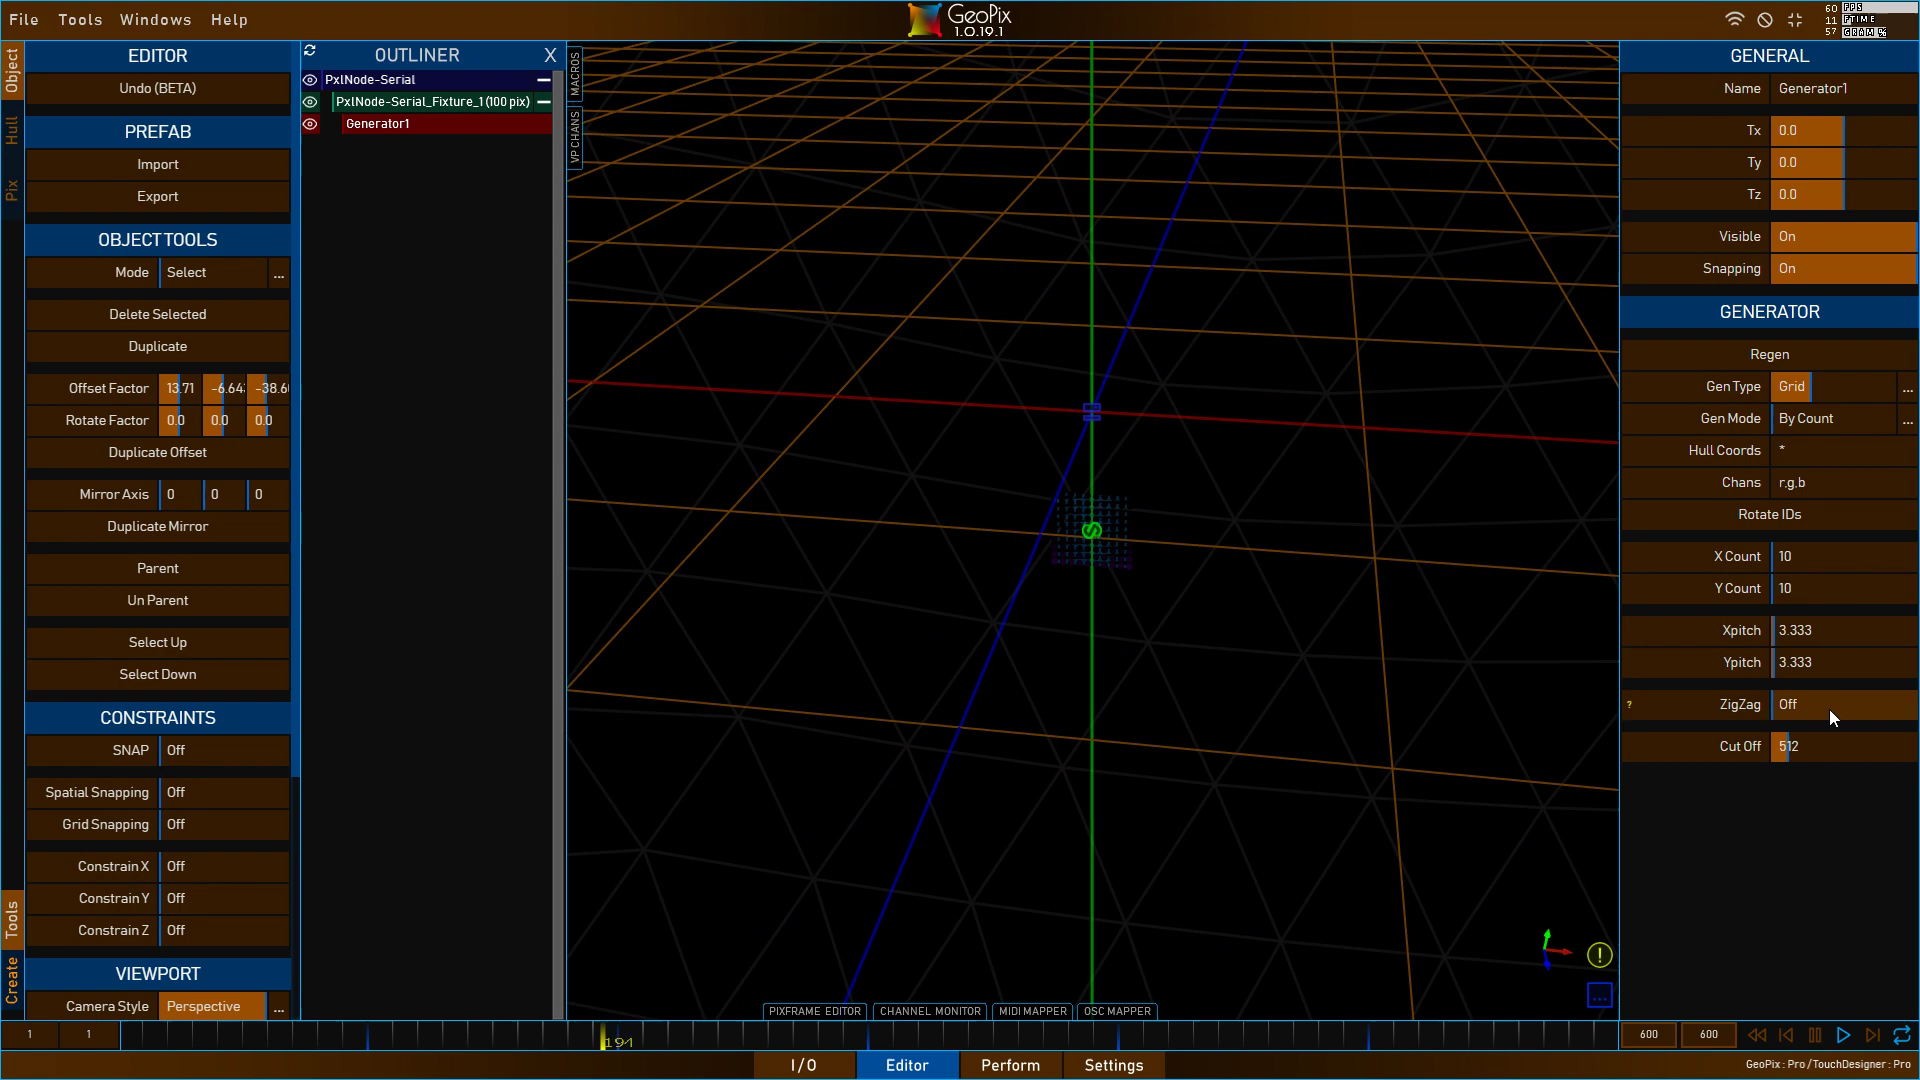 File Tools Windows Help
GeoPix
1.0.19.1
60 FPS
11 FTIME
57 GRAM %
Object
Hull
Pix
Tools
Create
EDITOR
Undo (BETA)
PREFAB
Import
Export
OBJECT TOOLS
Mode Select ...
Delete Selected
Duplicate
Offset Factor 13.71 -6.64 -38.6
Rotate Factor 0.0 0.0 0.0
Duplicate Offset
Mirror Axis 0 0 0
Duplicate Mirror
Parent
Un Parent
Select Up
Select Down
CONSTRAINTS
SNAP Off
Spatial Snapping Off
Grid Snapping Off
Constrain X Off
Constrain Y Off
Constrain Z Off
VIEWPORT
Camera Style Perspective ...
OUTLINER X
PxlNode-Serial
PxlNode-Serial_Fixture_1 (100 pix)
Generator1
MACROS
VP CHANS
S
!
...
PIXFRAME EDITOR CHANNEL MONITOR MIDI MAPPER OSC MAPPER
GENERAL
Name Generator1
Tx 0.0
Ty 0.0
Tz 0.0
Visible On
Snapping On
GENERATOR
Regen
Gen Type Grid ...
Gen Mode By Count ...
Hull Coords *
Chans r,g,b
Rotate IDs
X Count 10
Y Count 10
Xpitch 3.333
Ypitch 3.333
? ZigZag Off
Cut Off 512
1 1 194 600 600
I/O Editor Perform Settings
GeoPix : Pro / TouchDesigner : Pro